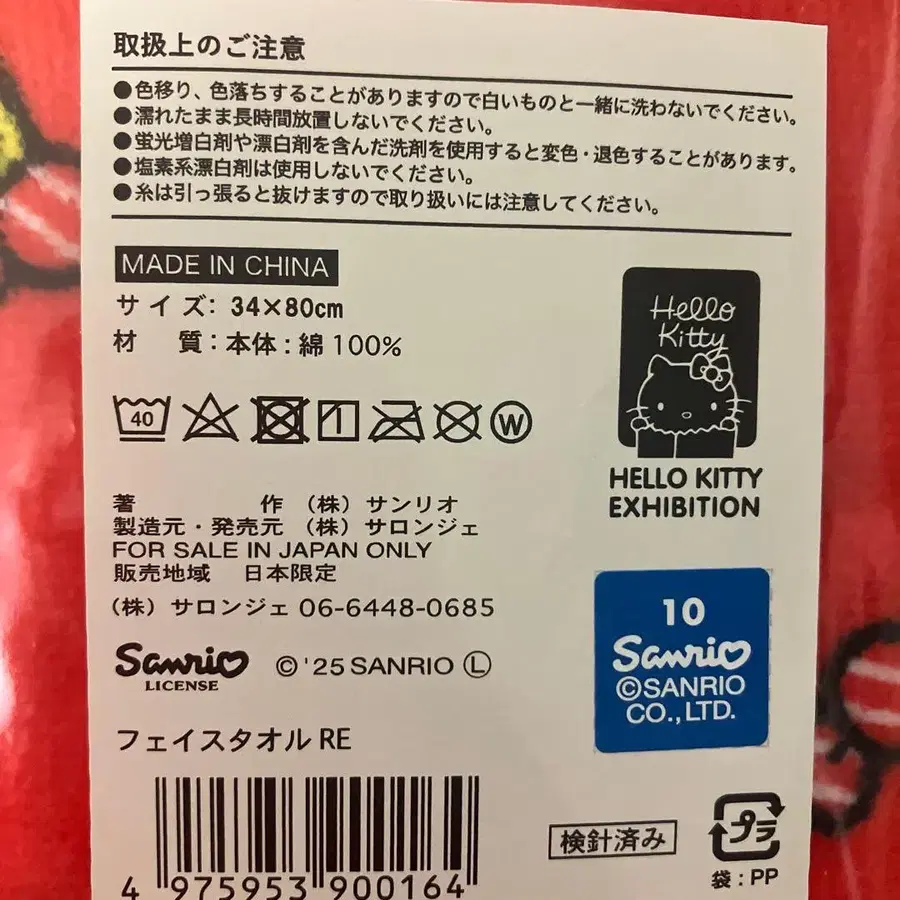 取扱上のご注意
●色移り、色落ちすることがありますので白いものと一緒に洗わないでください。
●濡れたまま長時間放置しないでください。
●蛍光増白剤や漂白剤を含んだ洗剤を使用すると変色・退色することがあります。
●塩素系漂白剤は使用しないでください。
●糸は引っ張ると抜けますので取り扱いには注意してください。
MADE IN CHINA
サイズ: 34×80cm
材 質:本体:綿100%
40
W
Hello
Kitty
HELLO KITTY
EXHIBITION
著 作 (株) サンリオ
製造元・発売元 (株) サロンジェ
FOR SALE IN JAPAN ONLY
販売地域 日本限定
(株) サロンジェ 06-6448-0685
Sanrio
LICENSE
©'25 SANRIO Ⓛ
10
Sanrio
©SANRIO
CO.,LTD.
フェイスタオル RE
4 975953 900164
検針済み
プラ
袋:PP